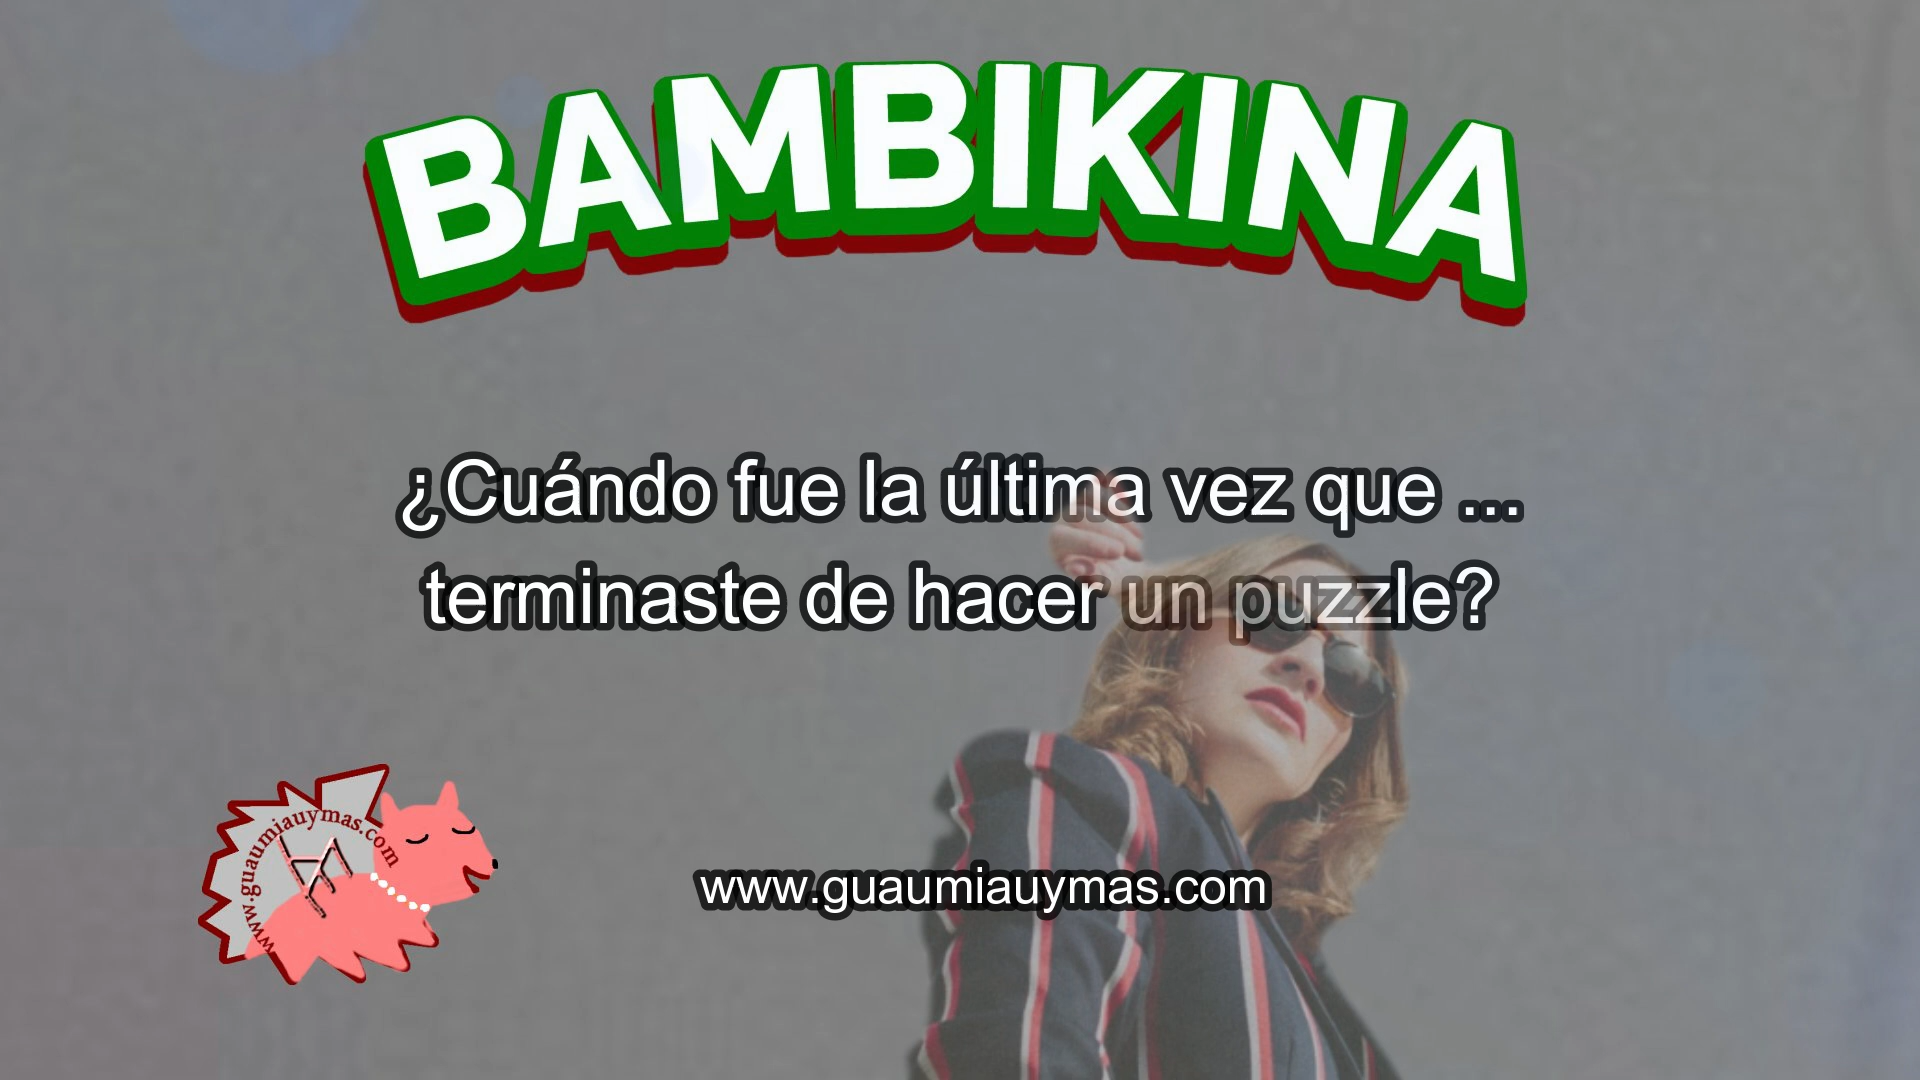 BAMBIKINA
¿Cuándo fue la última vez que ...
terminaste de hacer un puzzle?
www.guaumiauymas.com
www.guaumiauymas.com